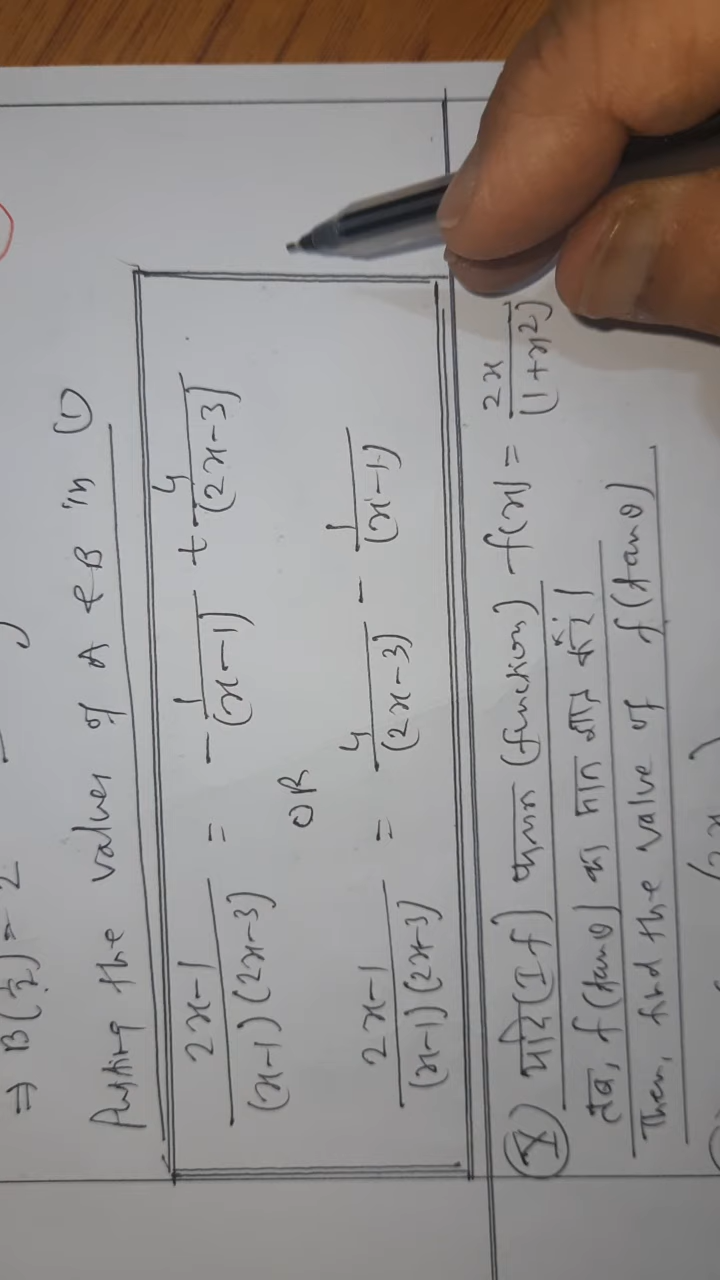 ⇒ B(1/2) = 2
Putting the values of A & B in ①
2x-1/(x-1)(2x-3) = -1/(x-1) + 4/(2x-3)
OR
2x-1/(x-1)(2x-3) = 4/(2x-3) - 1/(x-1)
Ⓧ यदि (If) फलन (function) f(x) = 2x/(1+x²)
तब, f(tanθ) का मान ज्ञात करें।
Then, find the value of f(tanθ)